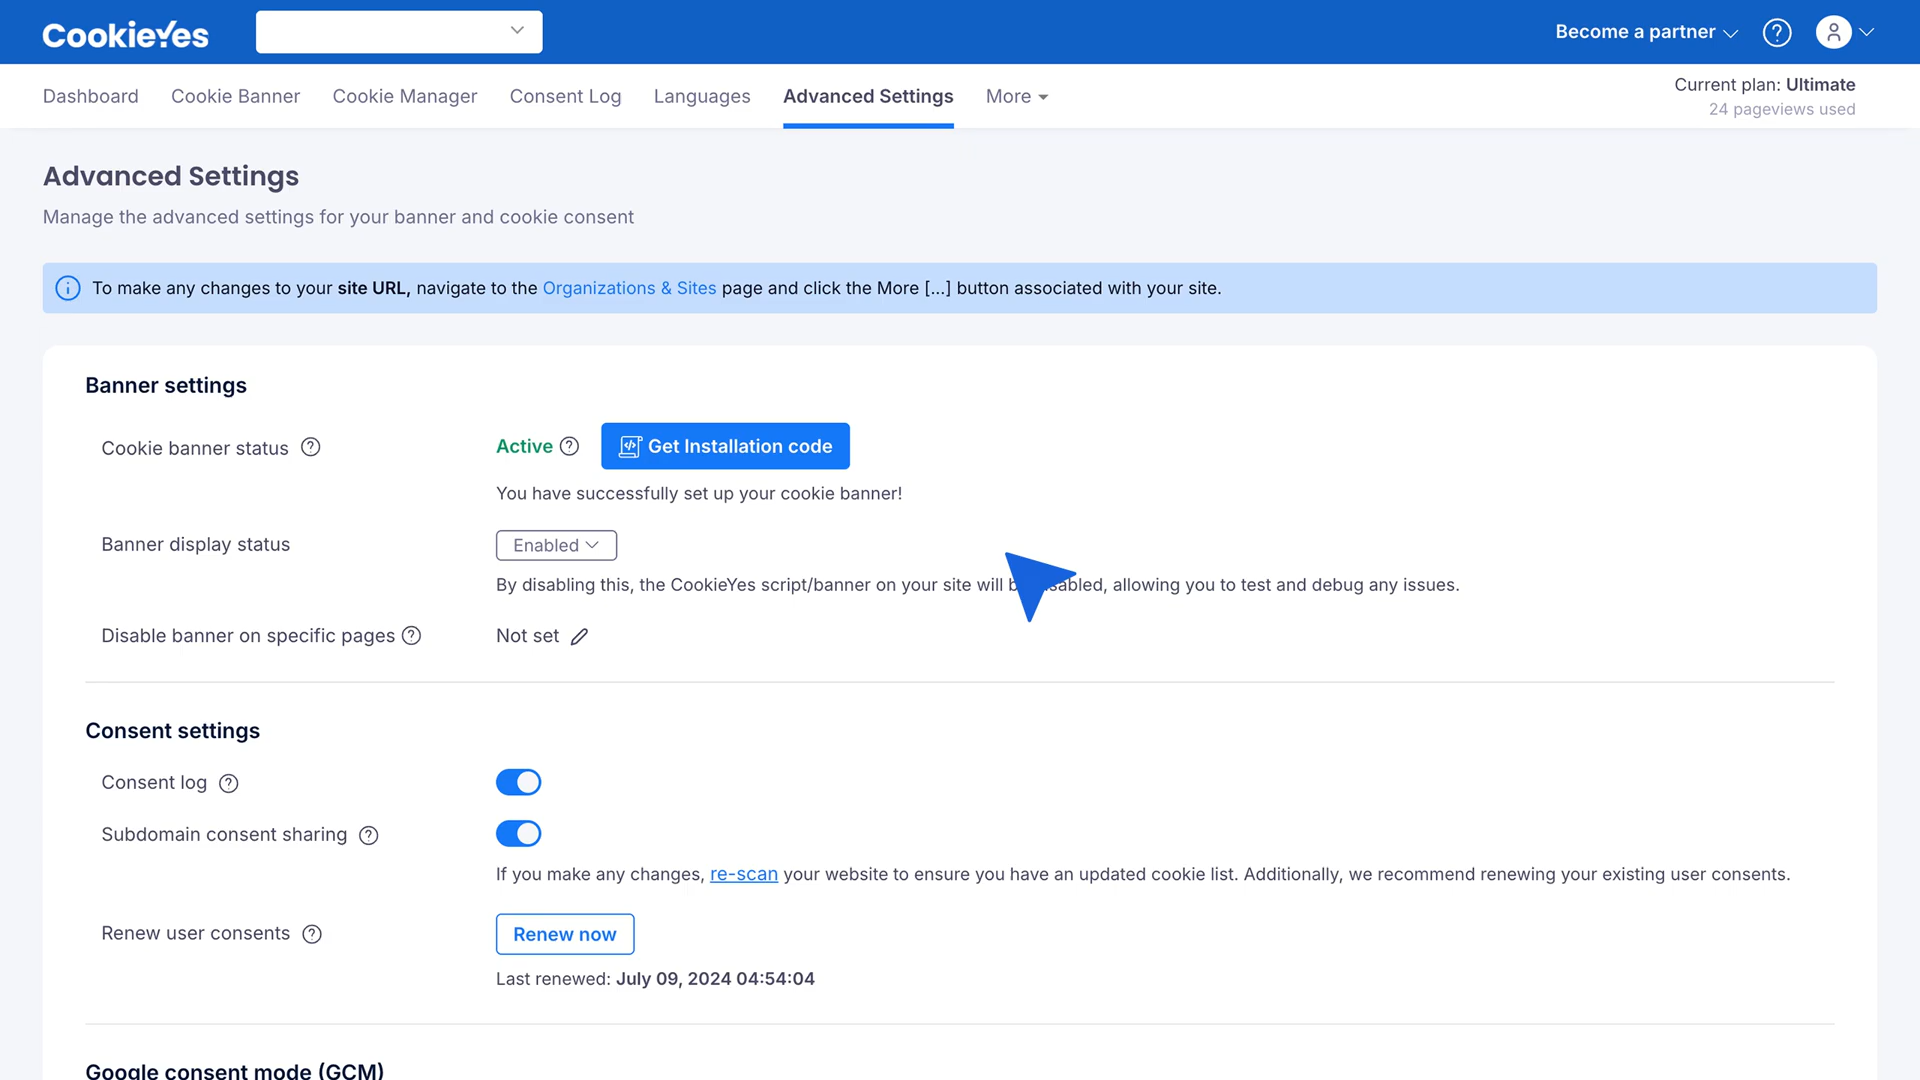 CookieYes
Become a partner
Dashboard
Cookie Banner
Cookie Manager
Consent Log
Languages
Advanced Settings
More
Current plan: Ultimate
24 pageviews used
Advanced Settings
Manage the advanced settings for your banner and cookie consent
To make any changes to your site URL, navigate to the Organizations & Sites page and click the More [...] button associated with your site.
Banner settings
Cookie banner status
Active
Get Installation code
You have successfully set up your cookie banner!
Banner display status
Enabled
By disabling this, the CookieYes script/banner on your site will abled, allowing you to test and debug any issues.
Disable banner on specific pages
Not set
Consent settings
Consent log
Subdomain consent sharing
If you make any changes, re-scan your website to ensure you have an updated cookie list. Additionally, we recommend renewing your existing user consents.
Renew user consents
Renew now
Last renewed: July 09, 2024 04:54:04
Google consent mode (GCM)